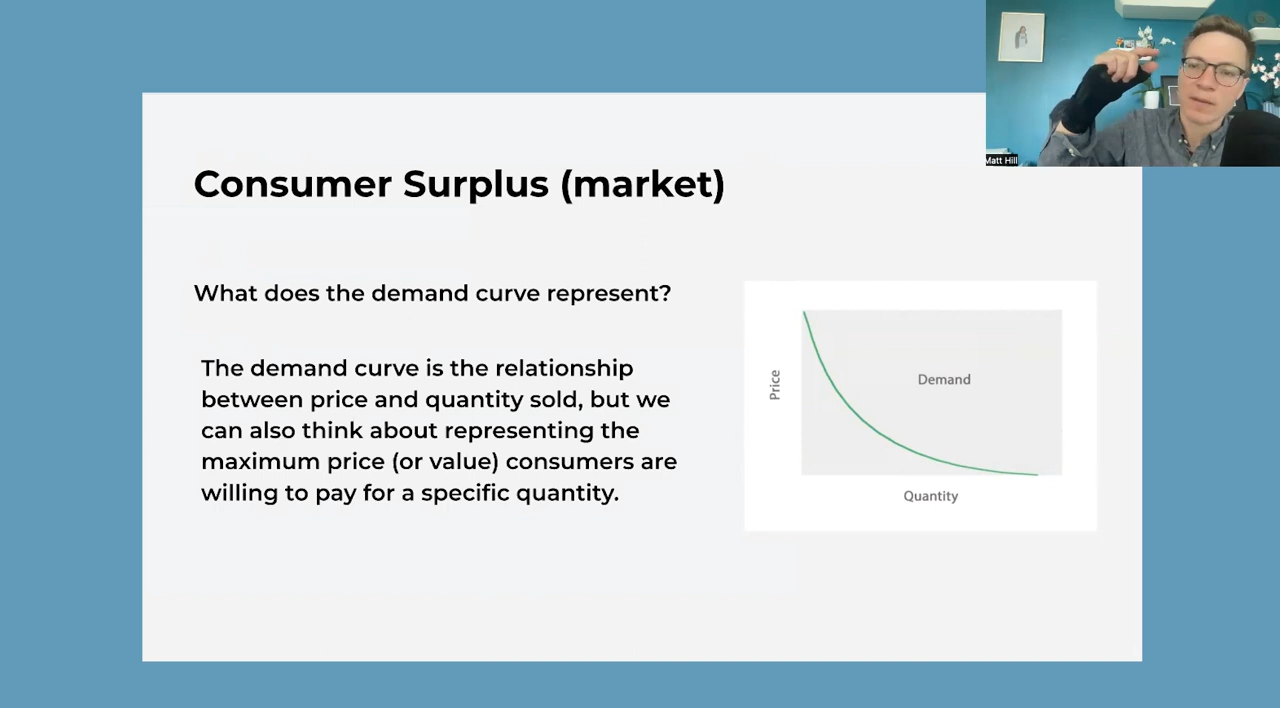 Matt Hill
Consumer Surplus (market)
What does the demand curve represent?
The demand curve is the relationship
between price and quantity sold, but we
can also think about representing the
maximum price (or value) consumers are
willing to pay for a specific quantity.
Price
Demand
Quantity